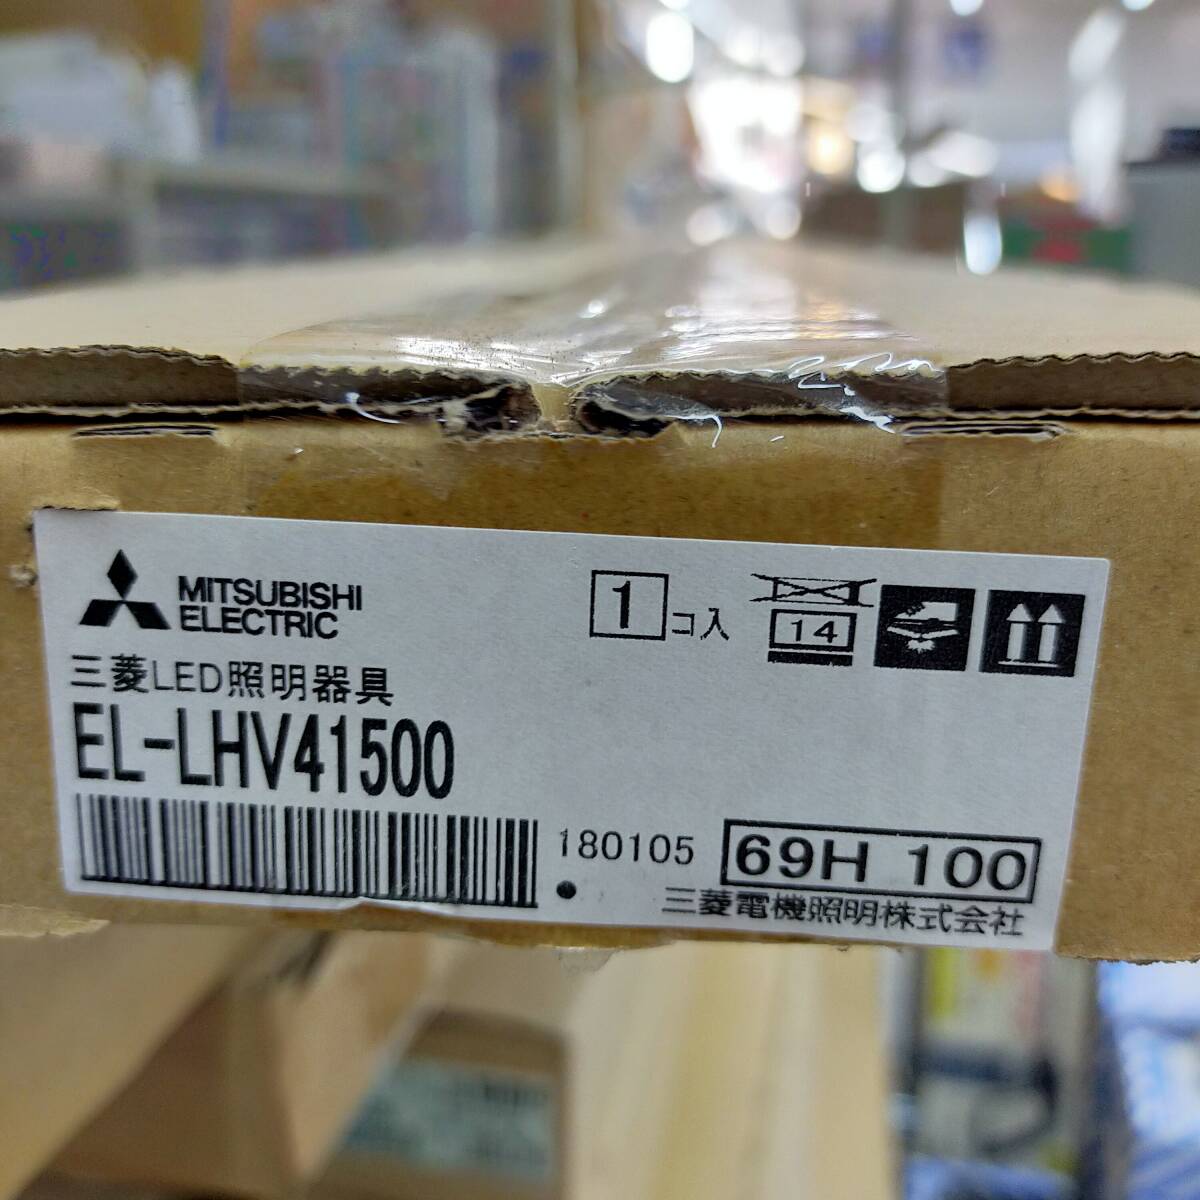 MITSUBISHI
ELECTRIC
1コ入
14
三菱LED照明器具
EL-LHV41500
180105
69H 100
三菱電機照明株式会社